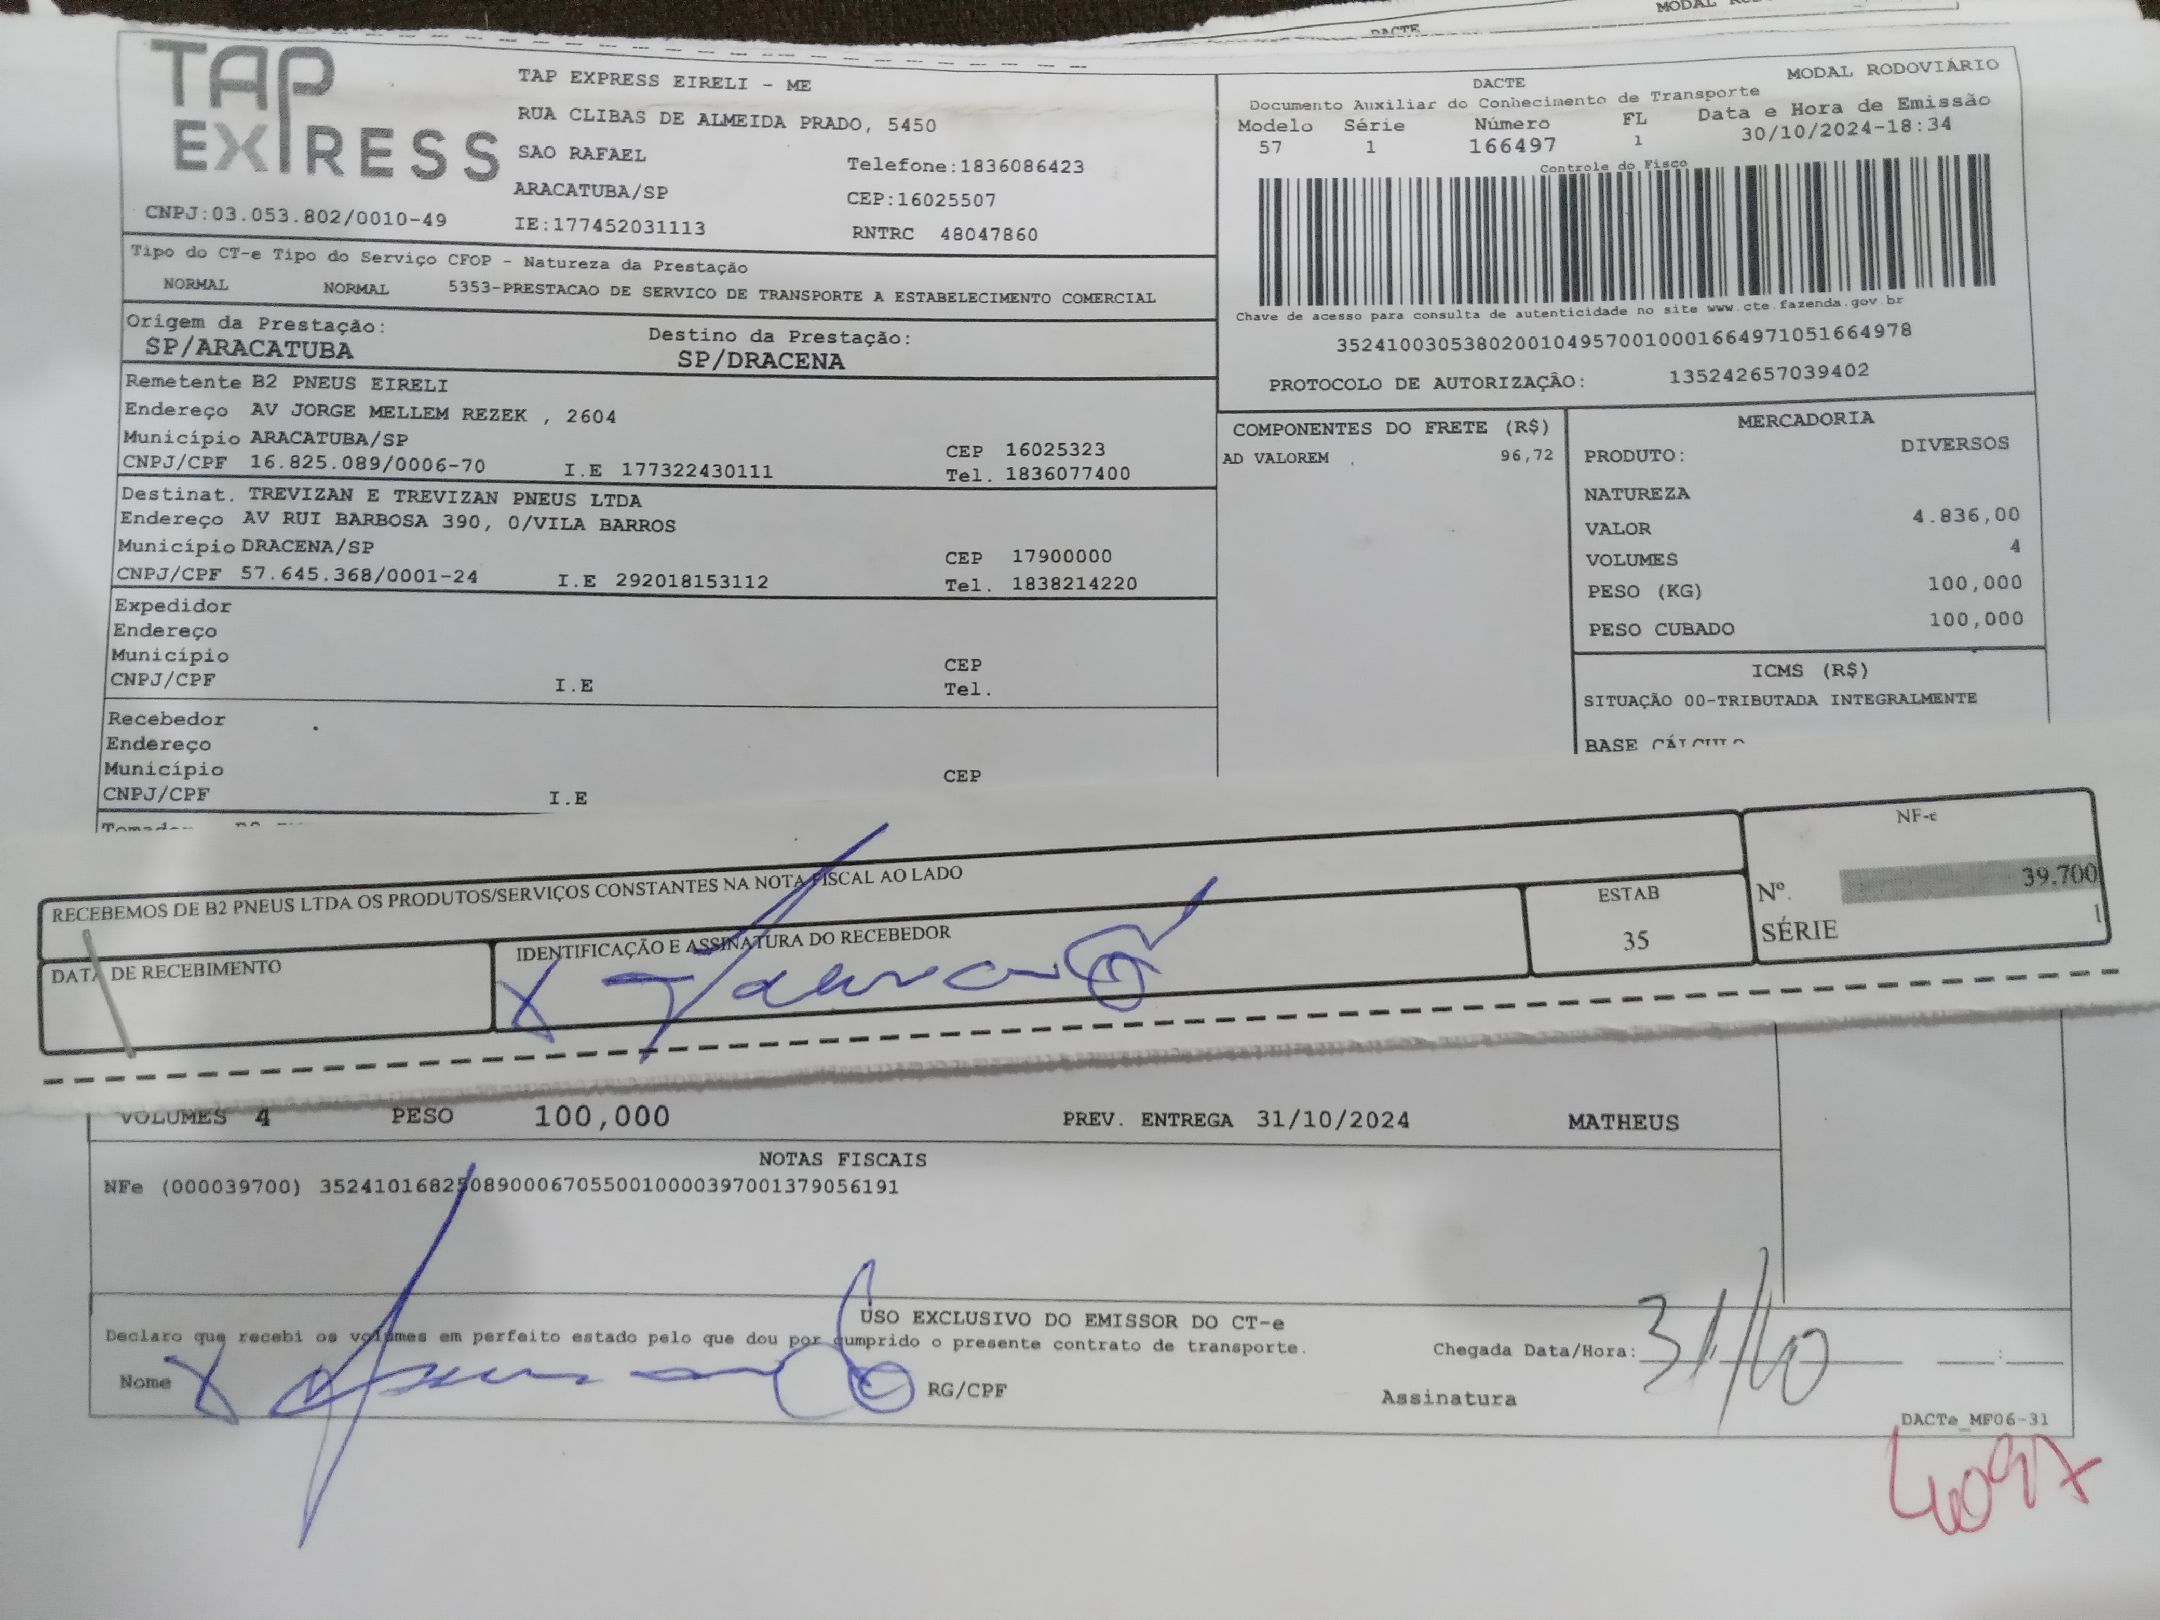 DACTE
MODAL
TAP
EXPRESS
CNPJ:03.053.802/0010-49
TAP EXPRESS EIRELI - ME
RUA CLIBAS DE ALMEIDA PRADO, 5450
SAO RAFAEL
Telefone:1836086423
ARACATUBA/SP
CEP:16025507
IE:177452031113
RNTRC 48047860
DACTE
MODAL RODOVIÁRIO
Documento Auxiliar do Conhecimento de Transporte
Modelo Série Número FL Data e Hora de Emissão
57 1 166497 1 30/10/2024-18:34
Controle do Fisco
Chave de acesso para consulta de autenticidade no site www.cte.fazenda.gov.br
35241003053802001049570010001664971051664978
PROTOCOLO DE AUTORIZAÇÃO: 135242657039402
Tipo do CT-e Tipo do Serviço CFOP - Natureza da Prestação
NORMAL NORMAL 5353-PRESTACAO DE SERVICO DE TRANSPORTE A ESTABELECIMENTO COMERCIAL
Origem da Prestação: Destino da Prestação:
SP/ARACATUBA SP/DRACENA
Remetente B2 PNEUS EIRELI
Endereço AV JORGE MELLEM REZEK , 2604
Município ARACATUBA/SP CEP 16025323
CNPJ/CPF 16.825.089/0006-70 I.E 177322430111 Tel. 1836077400
Destinat. TREVIZAN E TREVIZAN PNEUS LTDA
Endereço AV RUI BARBOSA 390, 0/VILA BARROS
Município DRACENA/SP CEP 17900000
CNPJ/CPF 57.645.368/0001-24 I.E 292018153112 Tel. 1838214220
Expedidor
Endereço
Município CEP
CNPJ/CPF I.E Tel.
Recebedor
Endereço
Município CEP
CNPJ/CPF I.E
COMPONENTES DO FRETE (R$)
AD VALOREM 96,72
MERCADORIA
PRODUTO: DIVERSOS
NATUREZA
VALOR 4.836,00
VOLUMES 4
PESO (KG) 100,000
PESO CUBADO 100,000
ICMS (R$)
SITUAÇÃO 00-TRIBUTADA INTEGRALMENTE
BASE CÁLCULO
RECEBEMOS DE B2 PNEUS LTDA OS PRODUTOS/SERVIÇOS CONSTANTES NA NOTA FISCAL AO LADO
DATA DE RECEBIMENTO
IDENTIFICAÇÃO E ASSINATURA DO RECEBEDOR
ESTAB
35
NF-e
Nº. 39.700
SÉRIE 1
VOLUMES 4 PESO 100,000 PREV. ENTREGA 31/10/2024 MATHEUS
NOTAS FISCAIS
NFe (000039700) 35241016825089000670550010000397001379056191
USO EXCLUSIVO DO EMISSOR DO CT-e
Declaro que recebi os volumes em perfeito estado pelo que dou por cumprido o presente contrato de transporte.
Chegada Data/Hora: 31/10
Nome X RG/CPF
Assinatura
DACTe_MF06-31